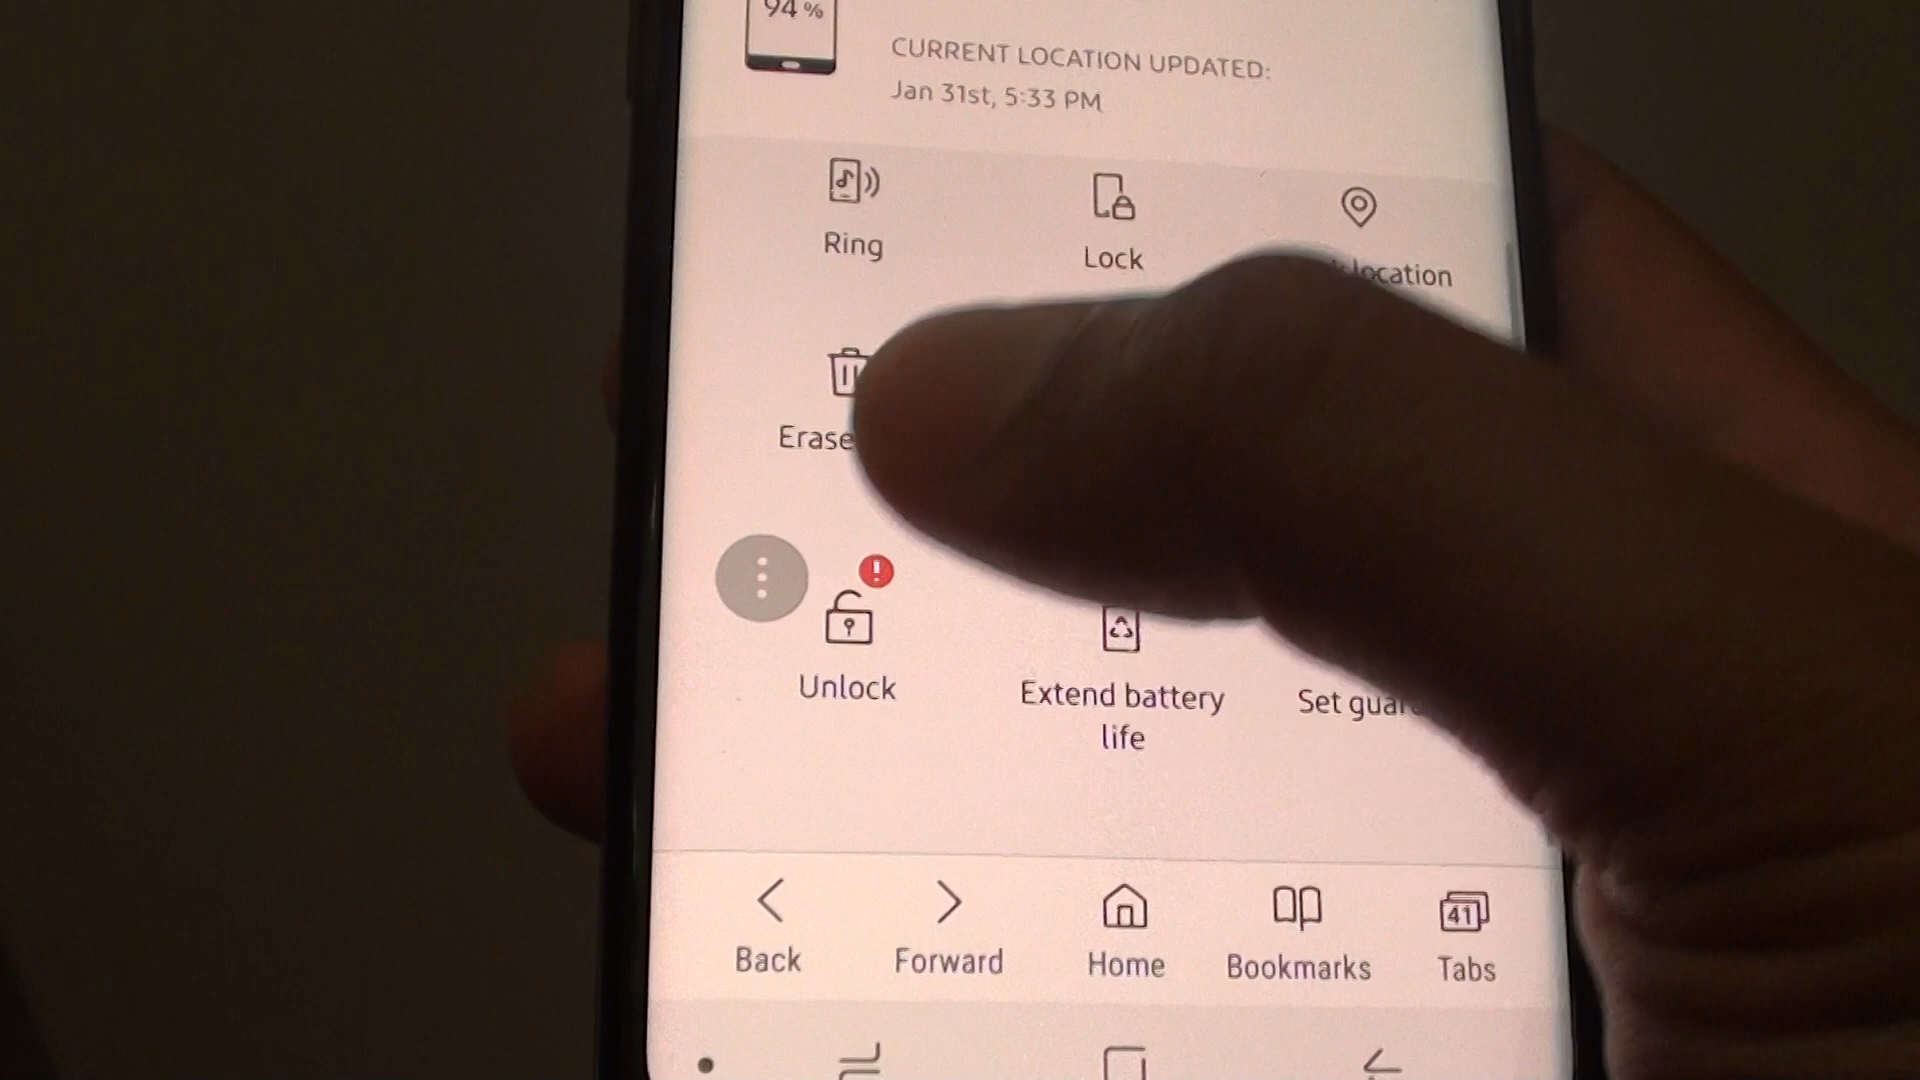 94%
CURRENT LOCATION UPDATED:
Jan 31st, 5:33 PM
Ring
Lock
location
Erase
!
Unlock
Extend battery
life
Set
Back
Forward
Home
Bookmarks
41
Tabs